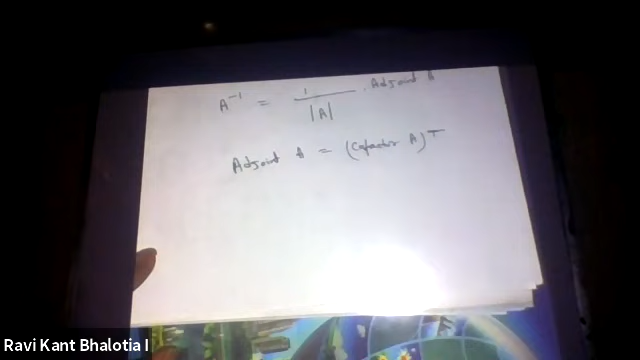 A⁻¹ = 1/|A| . Adjoint A
Adjoint A = (Cofactor A)ᵀ
Ravi Kant Bhalotia I